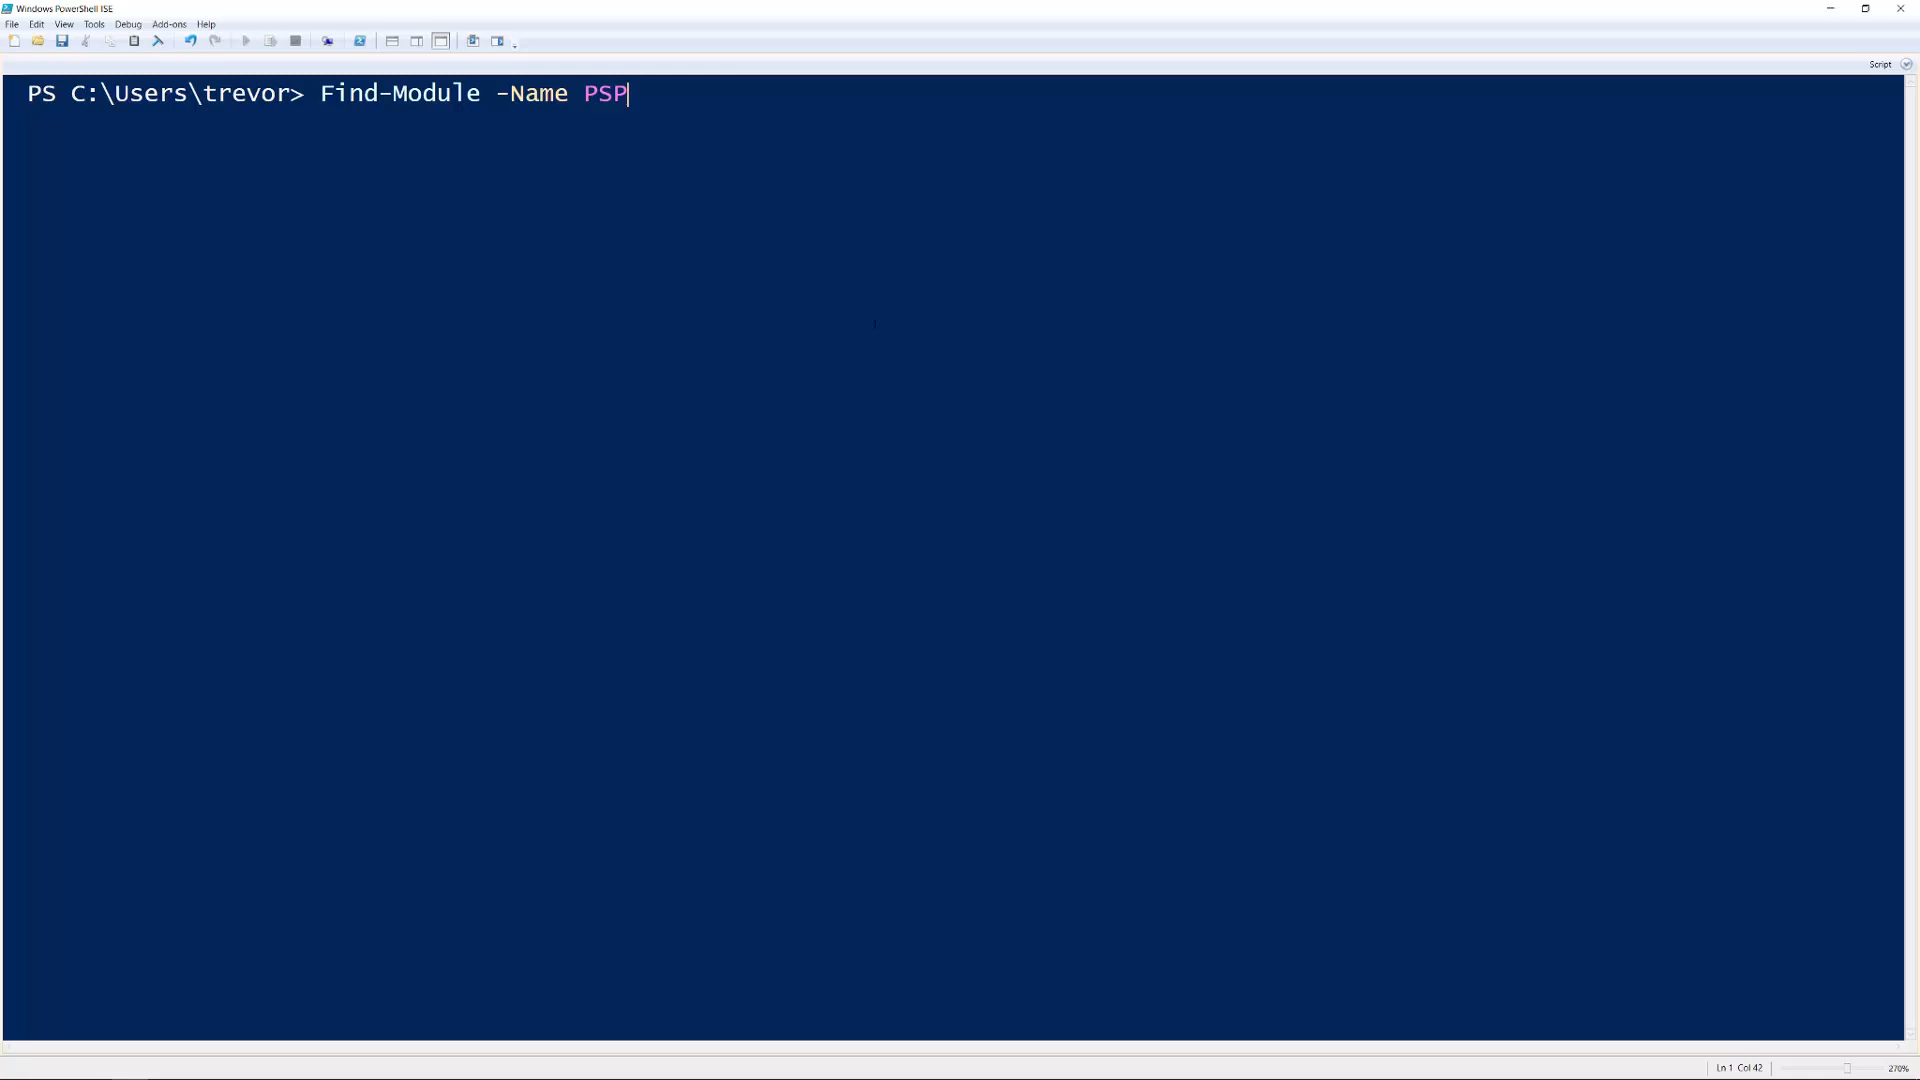 Windows PowerShell ISE
File Edit View Tools Debug Add-ons Help
Script
PS C:\Users\trevor> Find-Module -Name PSP
Ln 1 Col 42
270%